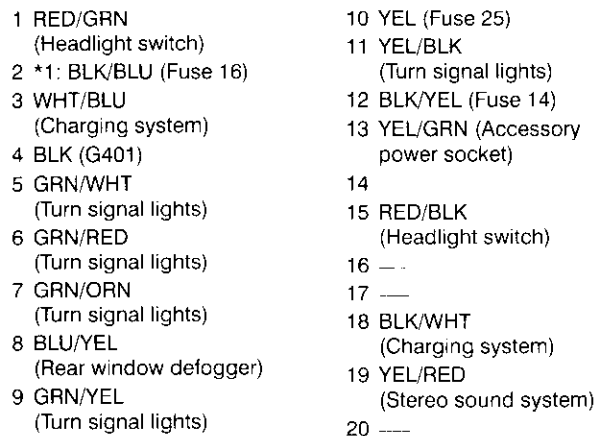 1 RED/GRN
(Headlight switch)
2 *1: BLK/BLU (Fuse 16)
3 WHT/BLU
(Charging system)
4 BLK (G401)
5 GRN/WHT
(Turn signal lights)
6 GRN/RED
(Turn signal lights)
7 GRN/ORN
(Turn signal lights)
8 BLU/YEL
(Rear window defogger)
9 GRN/YEL
(Turn signal lights)
10 YEL (Fuse 25)
11 YEL/BLK
(Turn signal lights)
12 BLK/YEL (Fuse 14)
13 YEL/GRN (Accessory
power socket)
14
15 RED/BLK
(Headlight switch)
16 — -
17 —
18 BLK/WHT
(Charging system)
19 YEL/RED
(Stereo sound system)
20 ----